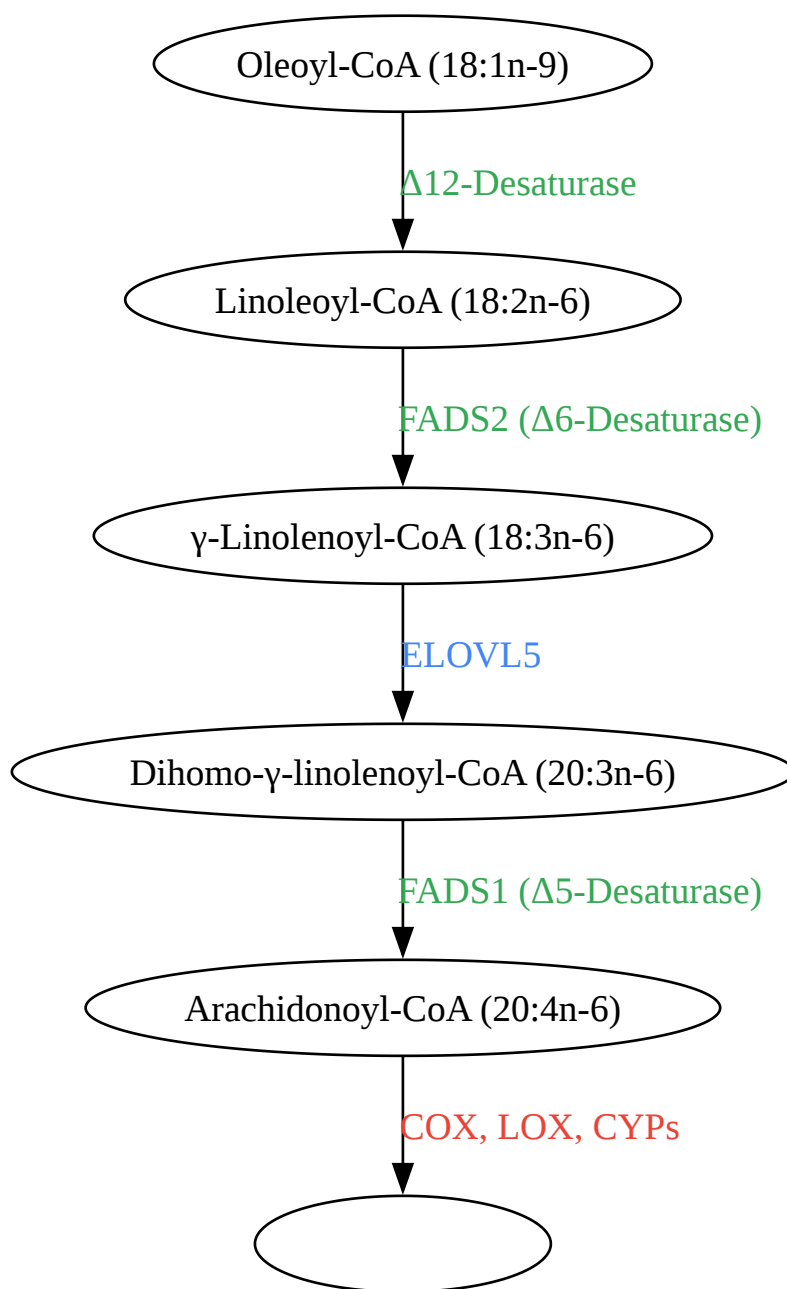 Oleoyl-CoA (18:1n-9)
Δ12-Desaturase
Linoleoyl-CoA (18:2n-6)
FADS2 (Δ6-Desaturase)
γ-Linolenoyl-CoA (18:3n-6)
ELOVL5
Dihomo-γ-linolenoyl-CoA (20:3n-6)
FADS1 (Δ5-Desaturase)
Arachidonoyl-CoA (20:4n-6)
COX, LOX, CYPs